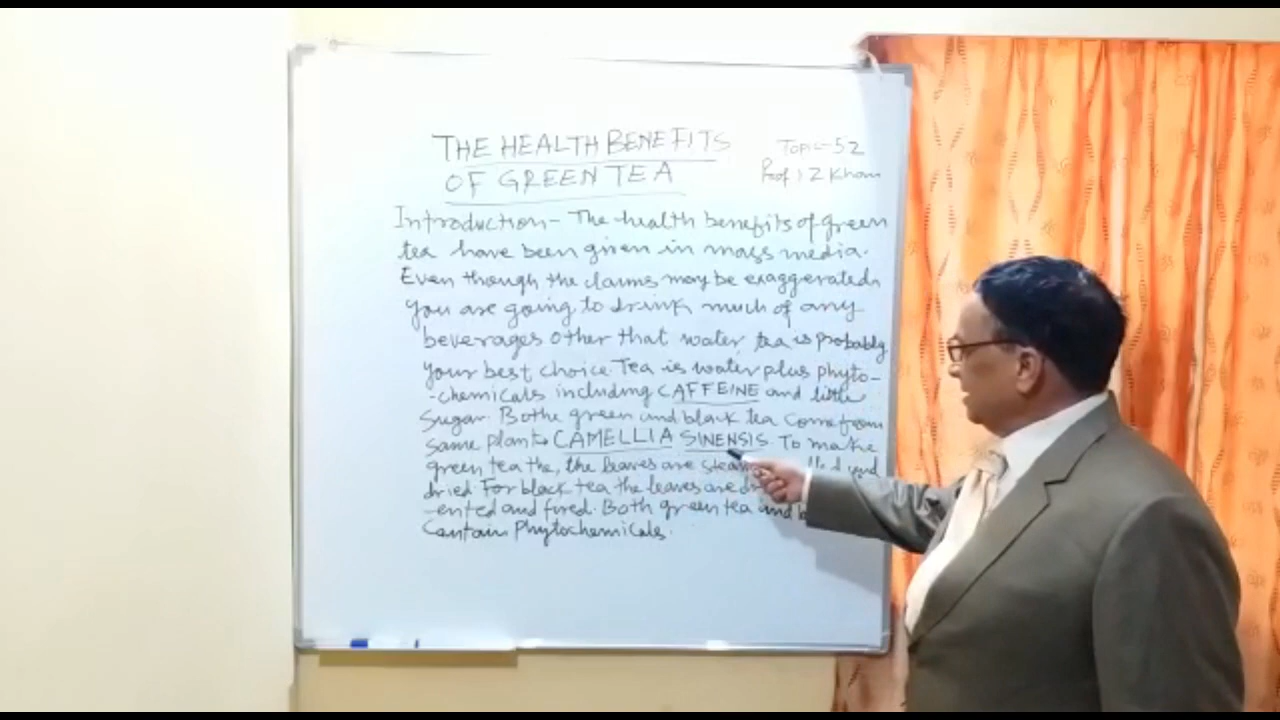 THE HEALTH BENEFITS
OF GREEN TEA
Topic-52
Prof I Z Khan
Introduction- The health benefits of green
tea have been given in mass media.
Even though the claims may be exaggerated,
you are going to drink much of any
beverages other that water, tea is probably
your best choice. Tea is water plus phyto-
-chemicals including CAFFEINE and little
Sugar. Bothe green and black tea come from
same plant CAMELLIA SINENSIS. To make
green tea the, the leaves are and
dried. For black tea the leaves are
-ented and fired. Both green tea and
Contain Phytochemicals.